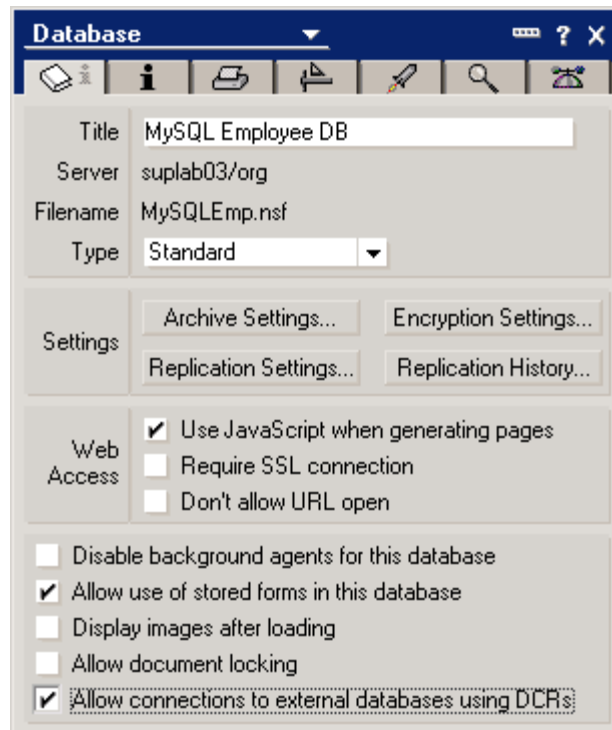 Database
? X
i i
Title MySQL Employee DB
Server suplab03/org
Filename MySQLEmp.nsf
Type Standard
Settings
Archive Settings... Encryption Settings...
Replication Settings... Replication History...
Web Access
Use JavaScript when generating pages
Require SSL connection
Don't allow URL open
Disable background agents for this database
Allow use of stored forms in this database
Display images after loading
Allow document locking
Allow connections to external databases using DCRs